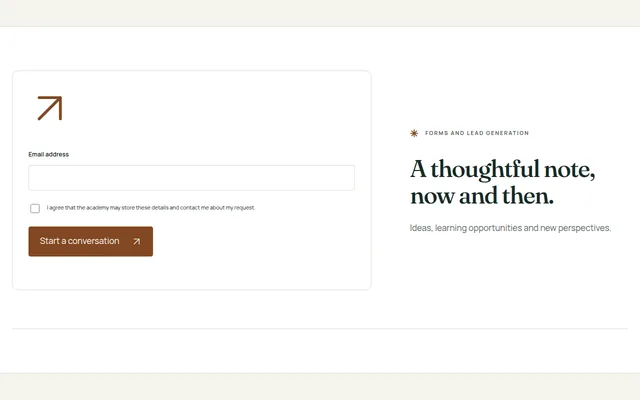 Email address
I agree that the academy may store these details and contact me about my request.
Start a conversation
FORMS AND LEAD GENERATION
A thoughtful note,
now and then.
Ideas, learning opportunities and new perspectives.